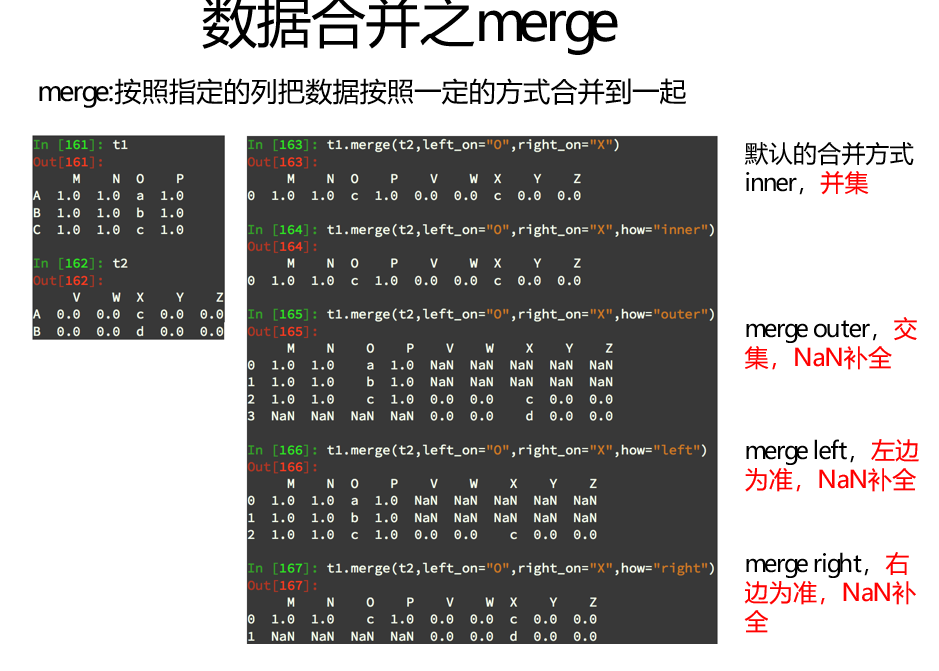 数据合并之merge
merge:按照指定的列把数据按照一定的方式合并到一起
In [161]: t1
Out[161]:
M N O P
A 1.0 1.0 a 1.0
B 1.0 1.0 b 1.0
C 1.0 1.0 c 1.0
In [162]: t2
Out[162]:
V W X Y Z
A 0.0 0.0 c 0.0 0.0
B 0.0 0.0 d 0.0 0.0
In [163]: t1.merge(t2,left_on="O",right_on="X")
Out[163]:
M N O P V W X Y Z
0 1.0 1.0 c 1.0 0.0 0.0 c 0.0 0.0
In [164]: t1.merge(t2,left_on="O",right_on="X",how="inner")
Out[164]:
M N O P V W X Y Z
0 1.0 1.0 c 1.0 0.0 0.0 c 0.0 0.0
In [165]: t1.merge(t2,left_on="O",right_on="X",how="outer")
Out[165]:
M N O P V W X Y Z
0 1.0 1.0 a 1.0 NaN NaN NaN NaN NaN
1 1.0 1.0 b 1.0 NaN NaN NaN NaN NaN
2 1.0 1.0 c 1.0 0.0 0.0 c 0.0 0.0
3 NaN NaN NaN NaN 0.0 0.0 d 0.0 0.0
In [166]: t1.merge(t2,left_on="O",right_on="X",how="left")
Out[166]:
M N O P V W X Y Z
0 1.0 1.0 a 1.0 NaN NaN NaN NaN NaN
1 1.0 1.0 b 1.0 NaN NaN NaN NaN NaN
2 1.0 1.0 c 1.0 0.0 0.0 c 0.0 0.0
In [167]: t1.merge(t2,left_on="O",right_on="X",how="right")
Out[167]:
M N O P V W X Y Z
0 1.0 1.0 c 1.0 0.0 0.0 c 0.0 0.0
1 NaN NaN NaN NaN 0.0 0.0 d 0.0 0.0
默认的合并方式
inner，并集
merge outer，交
集，NaN补全
merge left，左边
为准，NaN补全
merge right，右
边为准，NaN补
全